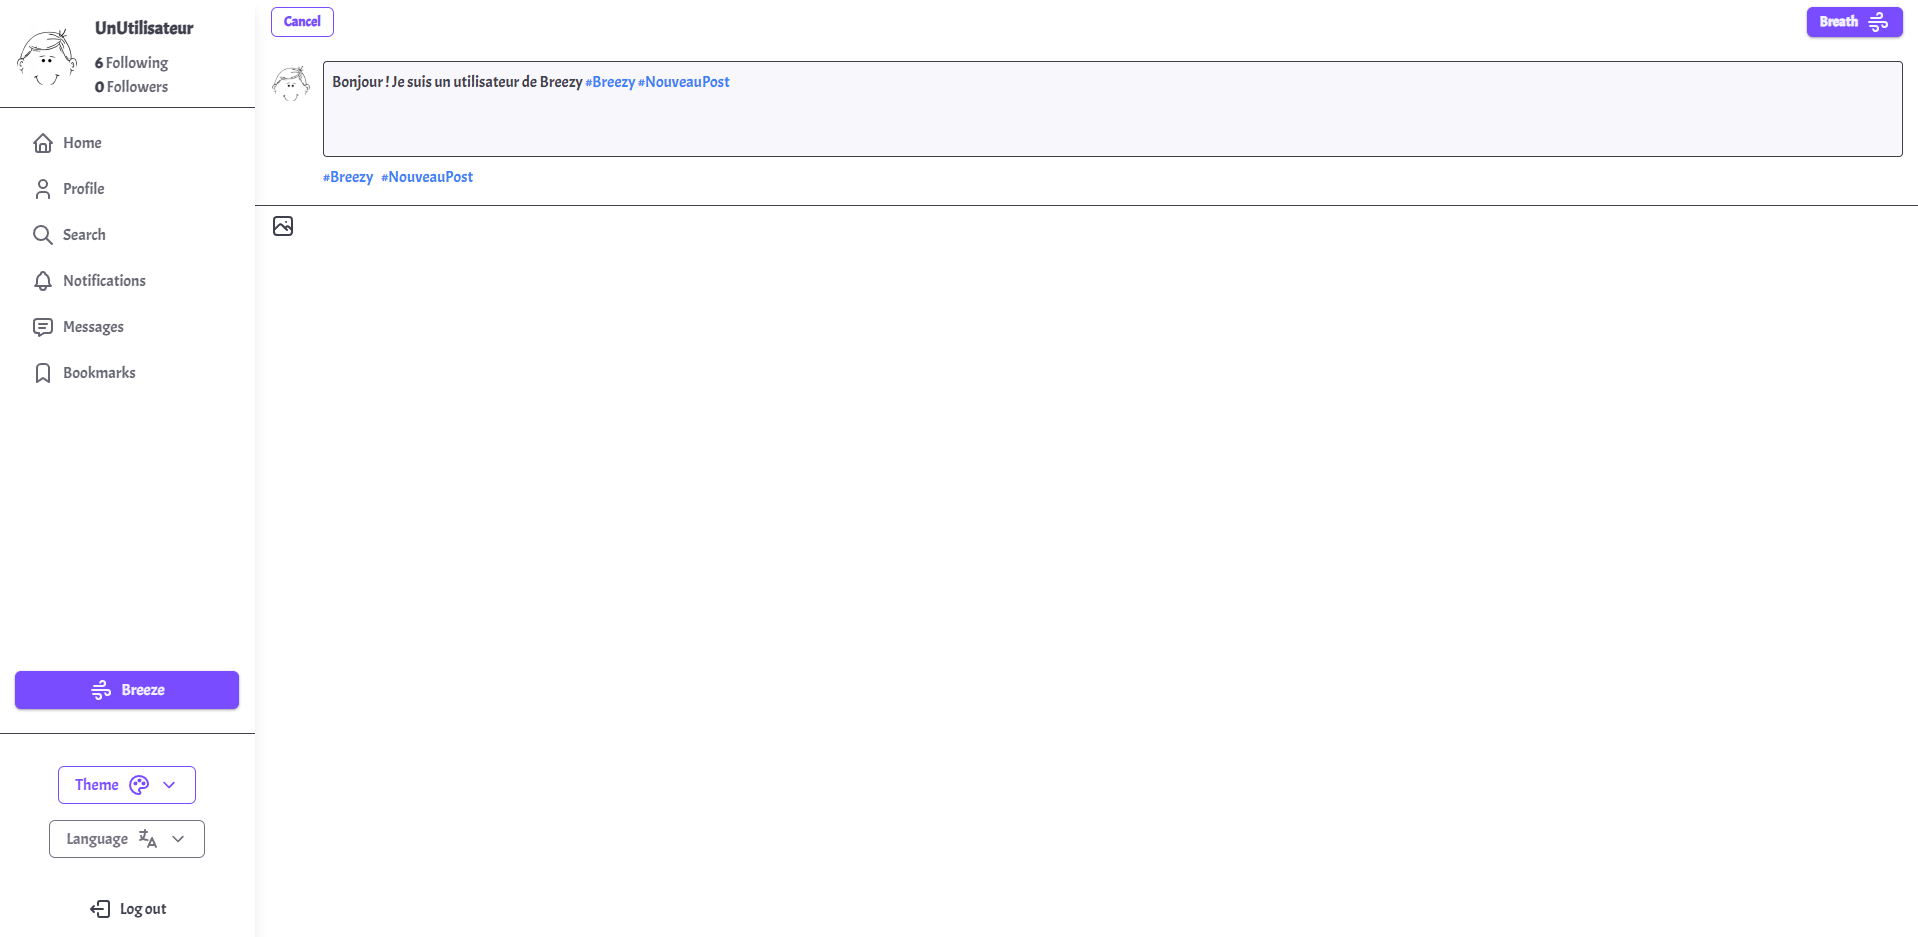 UnUtilisateur
6 Following
0 Followers
Home
Profile
Search
Notifications
Messages
Bookmarks
Breeze
Theme
Language
Log out
Cancel
Breath
Bonjour ! Je suis un utilisateur de Breezy #Breezy #NouveauPost
#Breezy #NouveauPost